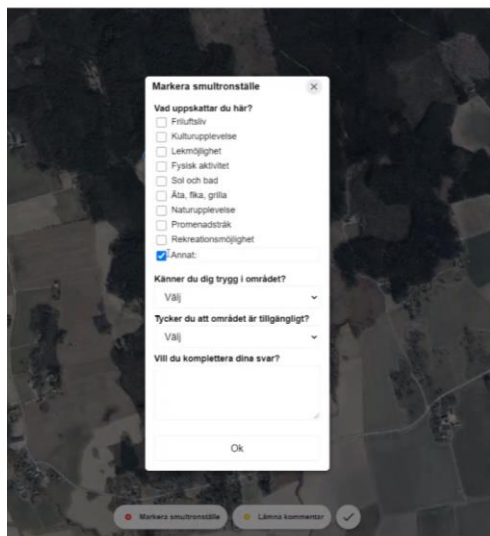 Markera smultronställe
Vad uppskattar du här?
Friluftsliv
Kulturupplevelse
Lekmöjlighet
Fysisk aktivitet
Sol och bad
Äta, fika, grilla
Naturupplevelse
Promenadstråk
Rekreationsmöjlighet
Annat:
Känner du dig trygg i området?
Välj
Tycker du att området är tillgängligt?
Välj
Vill du komplettera dina svar?
Ok
Markera smultronställe
Lämna kommentar